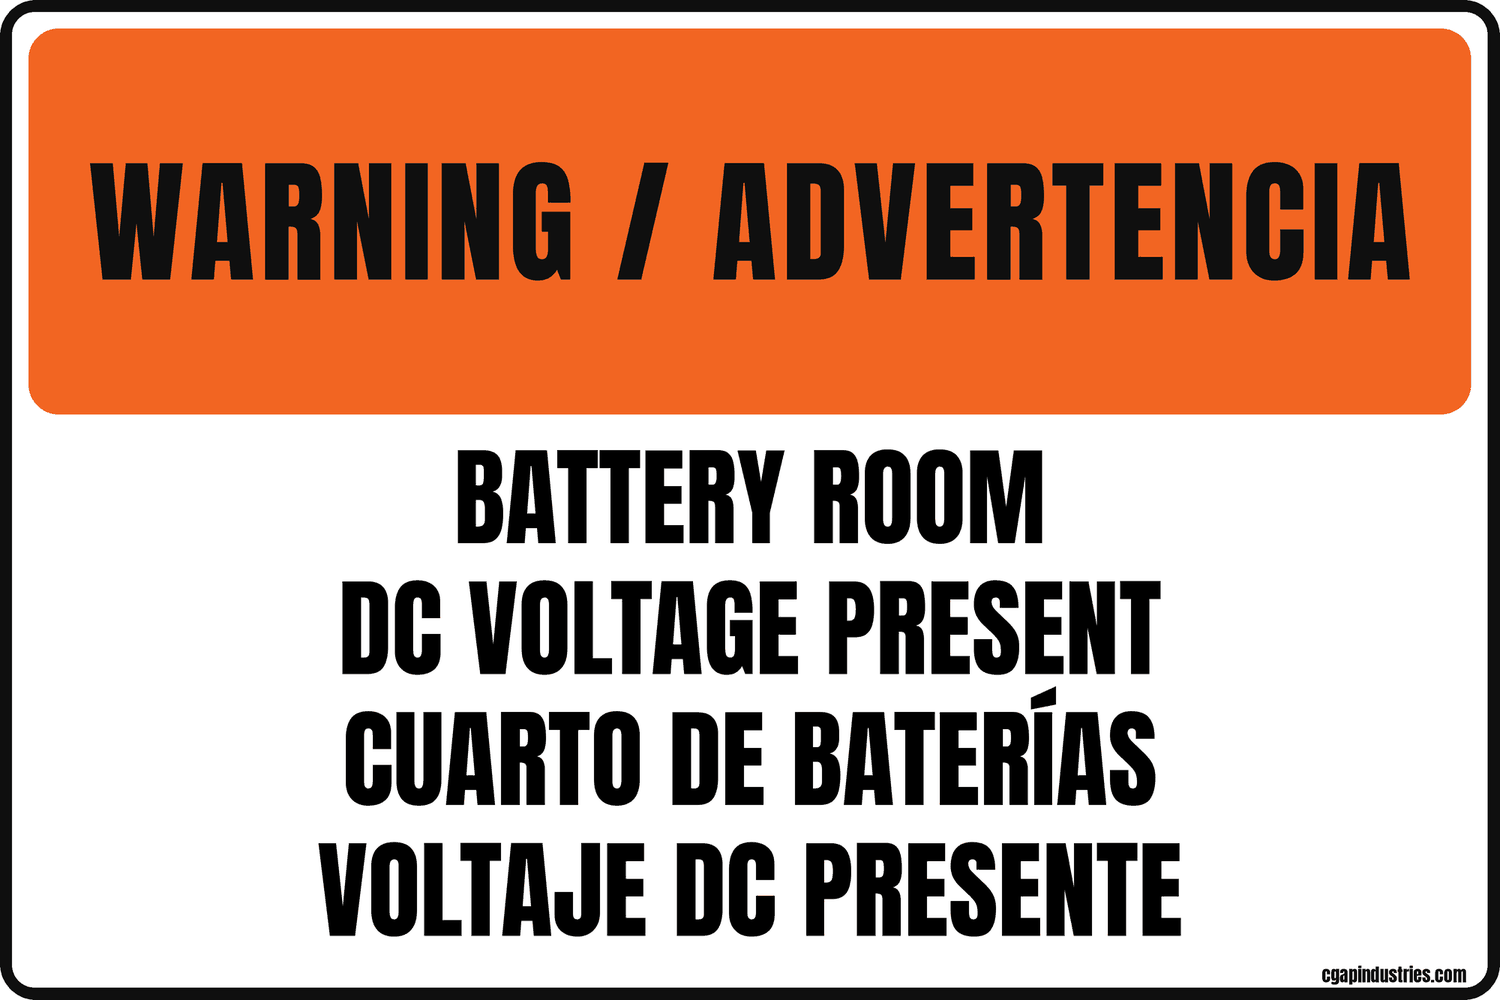 WARNING / ADVERTENCIA
BATTERY ROOM
DC VOLTAGE PRESENT
CUARTO DE BATERÍAS
VOLTAJE DC PRESENTE
cgapindustries.com